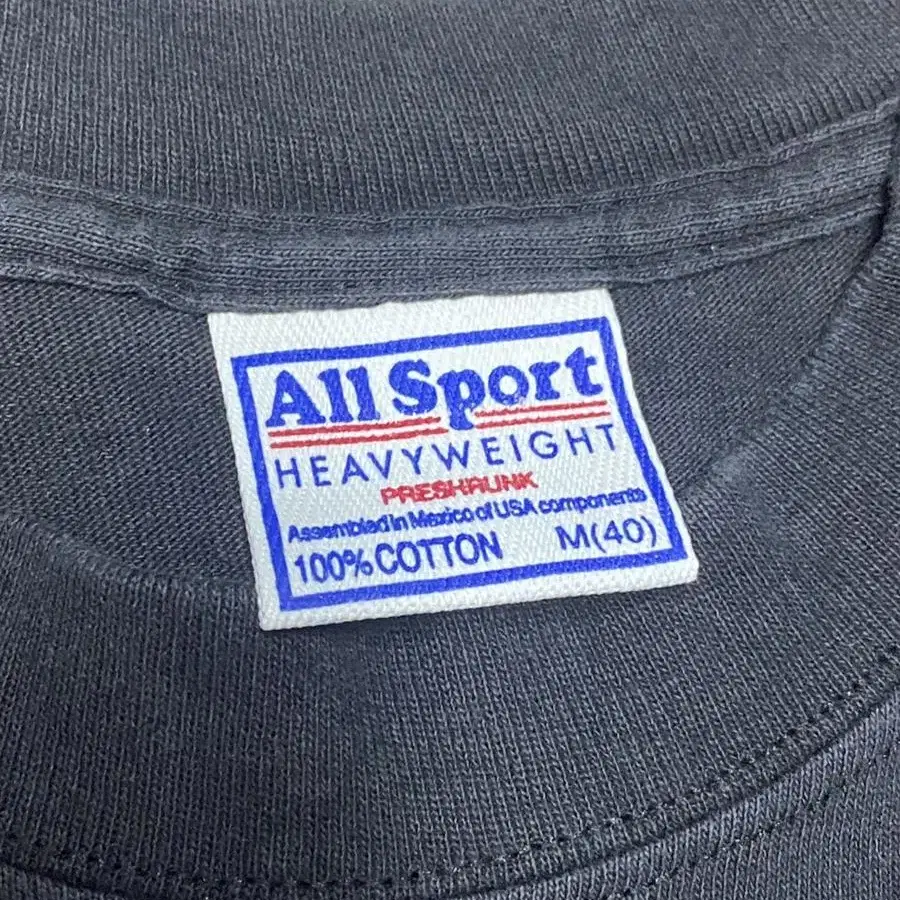 All Sport
HEAVYWEIGHT
PRESHRUNK
Assembled in Mexico of USA components
100% COTTON M(40)